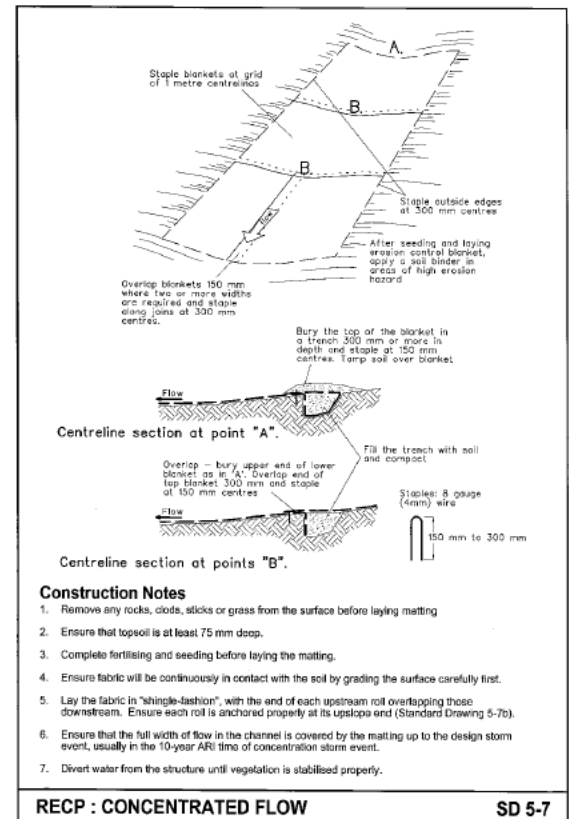 A.
Staple blankets at grid
of 1 metre centrelines
B.
B
Staple outside edges
at 300 mm centres
Flow
After seeding and laying
erosion control blanket,
apply a soil binder in
areas of high erosion
hazard
Overlap blankets 150 mm
where two or more widths
are required and staple
along joins at 300 mm
centres.
Bury the top of the blanket in
a trench 300 mm or more in
depth and staple at 150 mm
centres. Tamp soil over blanket
Flow
Centreline section at point "A".
Fill the trench with soil
and compact
Overlap – bury upper end of lower
blanket as in 'A'. Overlap end of
top blanket 300 mm and staple
at 150 mm centres
Staples: 8 gauge
(4mm) wire
Flow
150 mm to 300 mm
Centreline section at points "B".
Construction Notes
1. Remove any rocks, clods, sticks or grass from the surface before laying matting
2. Ensure that topsoil is at least 75 mm deep.
3. Complete fertilising and seeding before laying the matting.
4. Ensure fabric will be continuously in contact with the soil by grading the surface carefully first.
5. Lay the fabric in "shingle-fashion", with the end of each upstream roll overlapping those
downstream. Ensure each roll is anchored properly at its upslope end (Standard Drawing 5-7b).
6. Ensure that the full width of flow in the channel is covered by the matting up to the design storm
event, usually in the 10-year ARI time of concentration storm event.
7. Divert water from the structure until vegetation is stabilised properly.
RECP : CONCENTRATED FLOW
SD 5-7